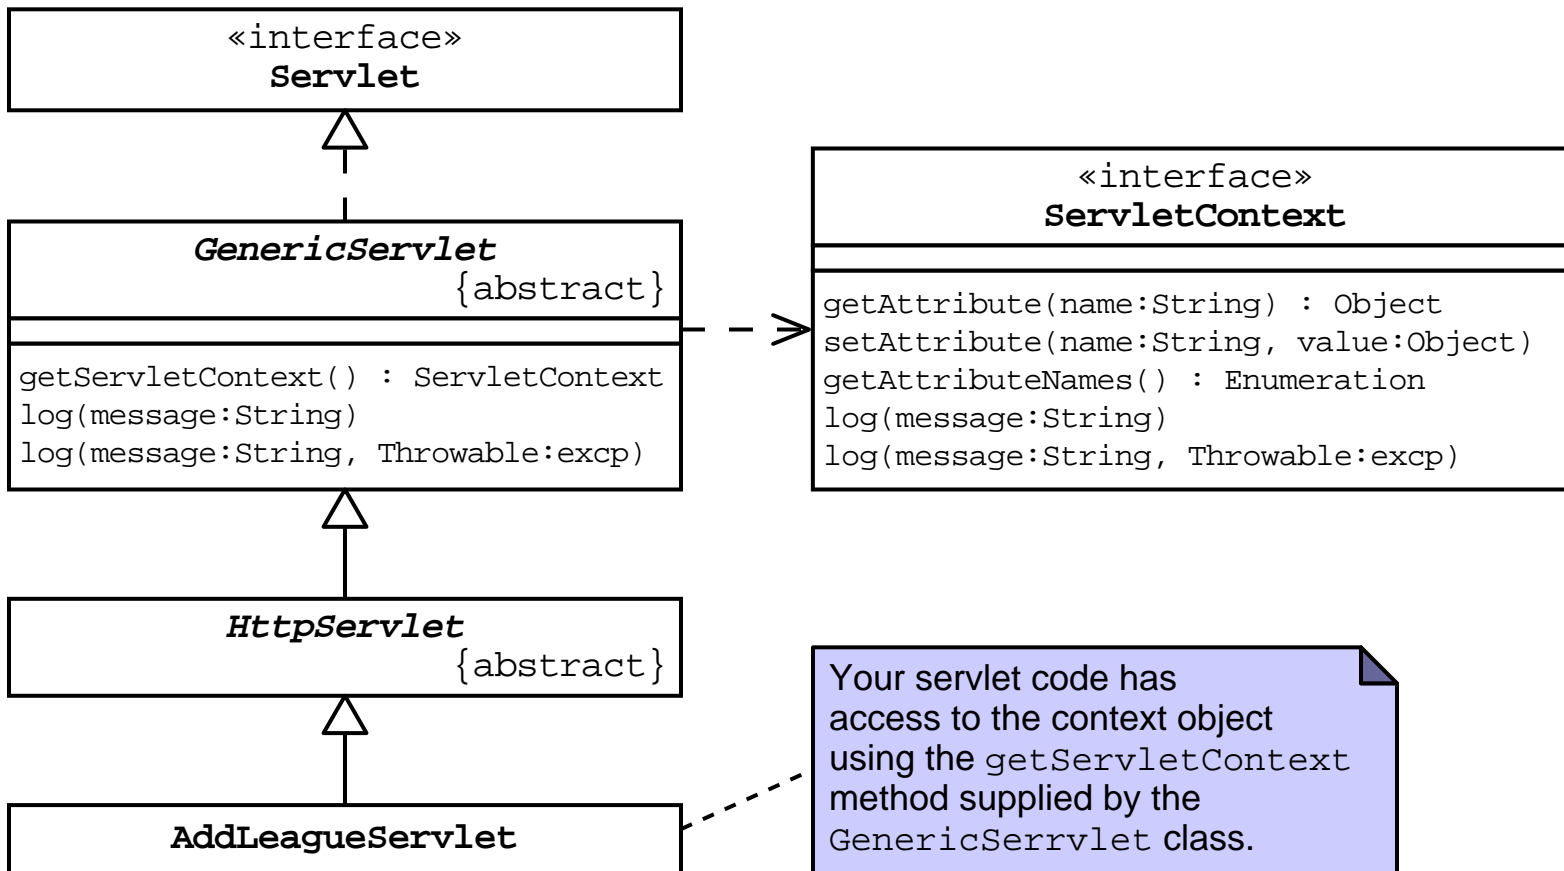 «interface»
Servlet
GenericServlet
{abstract}
getServletContext() : ServletContext
log(message:String)
log(message:String, Throwable:excp)
«interface»
ServletContext
getAttribute(name:String) : Object
setAttribute(name:String, value:Object)
getAttributeNames() : Enumeration
log(message:String)
log(message:String, Throwable:excp)
HttpServlet
{abstract}
AddLeagueServlet
Your servlet code has
access to the context object
using the getServletContext
method supplied by the
GenericSerrvlet class.